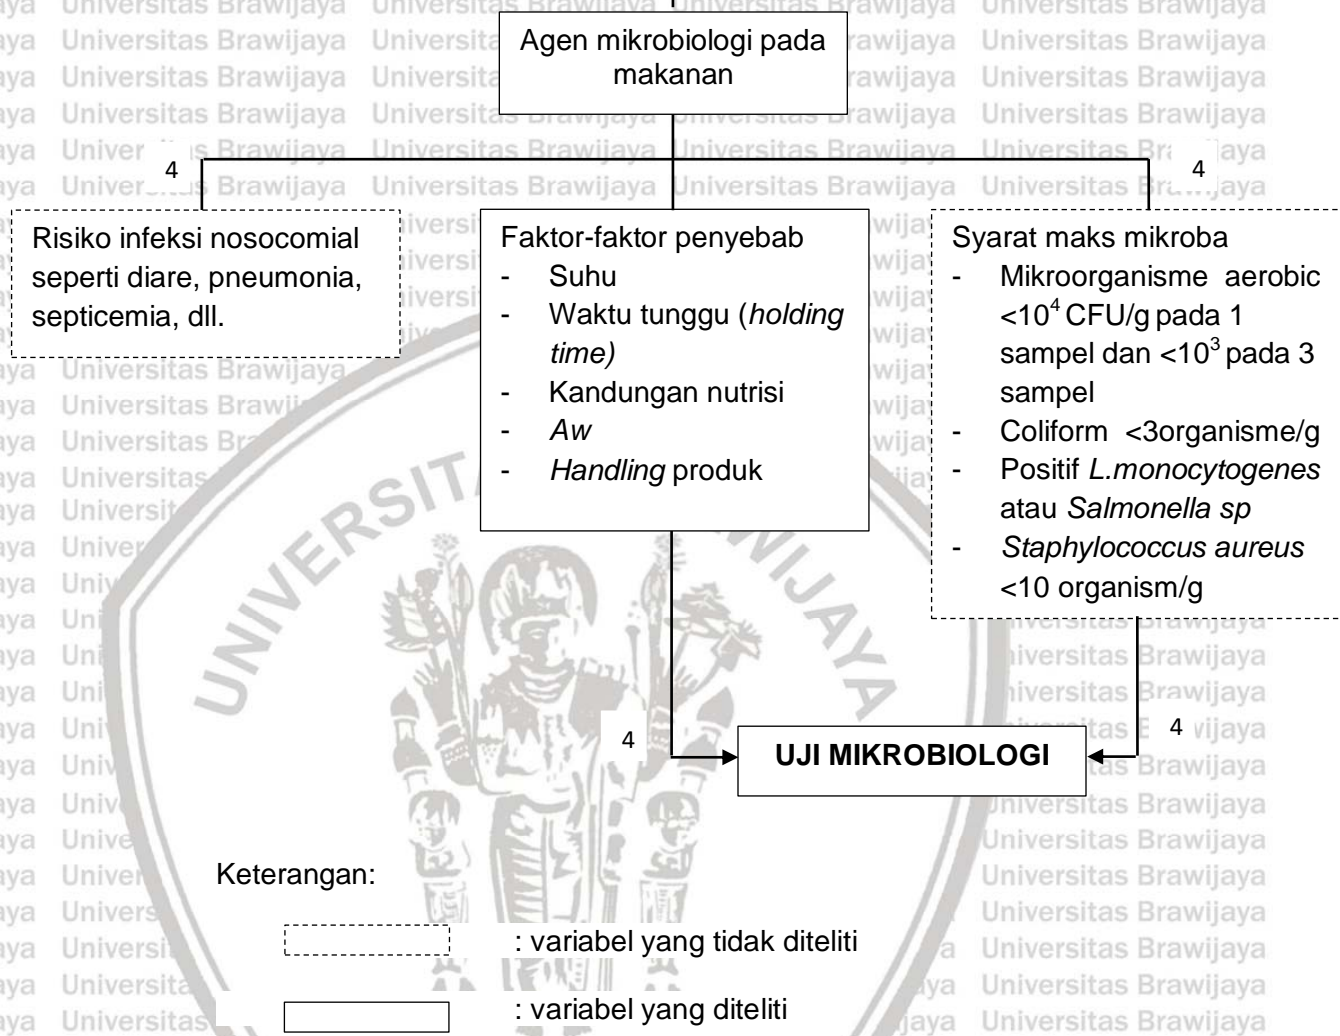 Agen mikrobiologi pada
makanan
4
4
Risiko infeksi nosocomial
seperti diare, pneumonia,
septicemia, dll.
Faktor-faktor penyebab
- Suhu
- Waktu tunggu (holding
time)
- Kandungan nutrisi
- Aw
- Handling produk
Syarat maks mikroba
- Mikroorganisme aerobic
<10⁴ CFU/g pada 1
sampel dan <10³ pada 3
sampel
- Coliform <3organisme/g
- Positif L.monocytogenes
atau Salmonella sp
- Staphylococcus aureus
<10 organism/g
4
UJI MIKROBIOLOGI
4
Keterangan:
: variabel yang tidak diteliti
: variabel yang diteliti